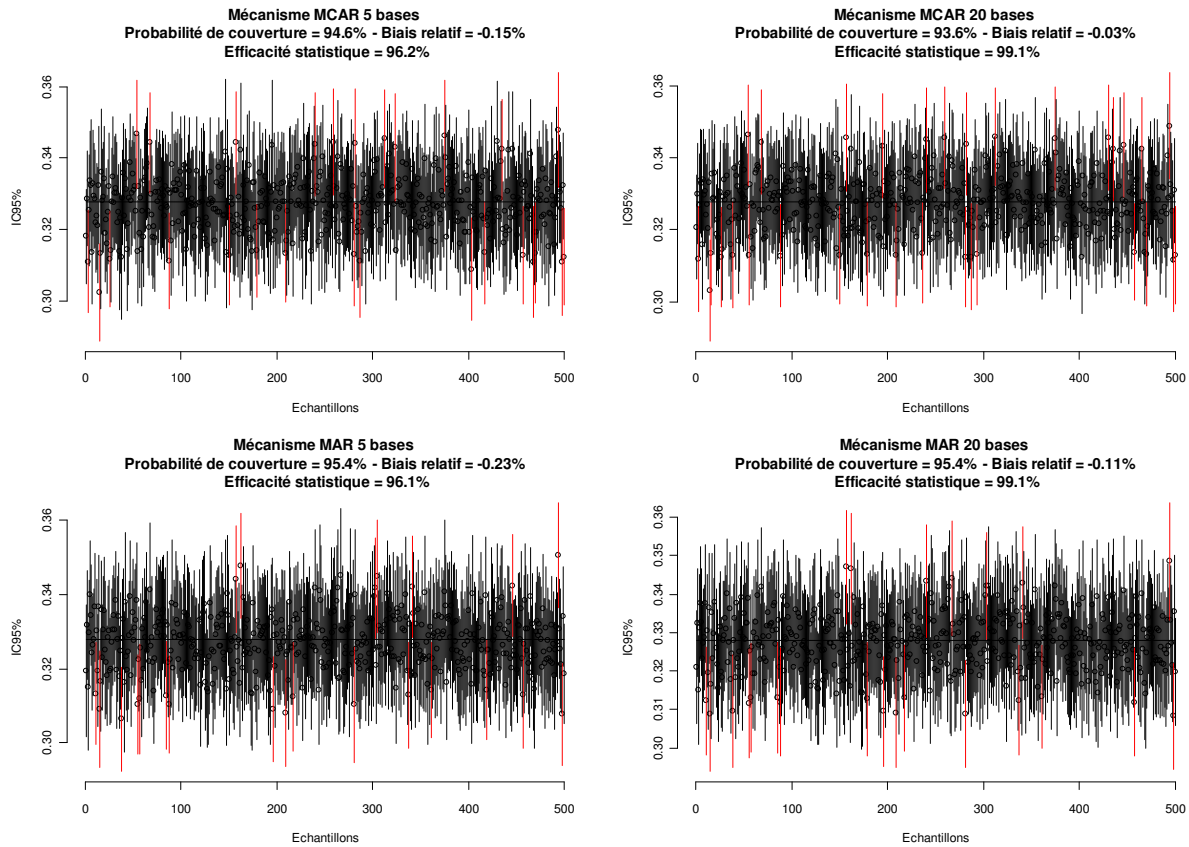 Mécanisme MCAR 5 bases
Probabilité de couverture = 94.6% - Biais relatif = -0.15%
Efficacité statistique = 96.2%
IC95%
0.36
0.34
0.32
0.30
0
100
200
300
400
500
Echantillons
Mécanisme MCAR 20 bases
Probabilité de couverture = 93.6% - Biais relatif = -0.03%
Efficacité statistique = 99.1%
IC95%
0.36
0.34
0.32
0.30
0
100
200
300
400
500
Echantillons
Mécanisme MAR 5 bases
Probabilité de couverture = 95.4% - Biais relatif = -0.23%
Efficacité statistique = 96.1%
IC95%
0.36
0.34
0.32
0.30
0
100
200
300
400
500
Echantillons
Mécanisme MAR 20 bases
Probabilité de couverture = 95.4% - Biais relatif = -0.11%
Efficacité statistique = 99.1%
IC95%
0.36
0.35
0.34
0.33
0.32
0.31
0.30
0
100
200
300
400
500
Echantillons